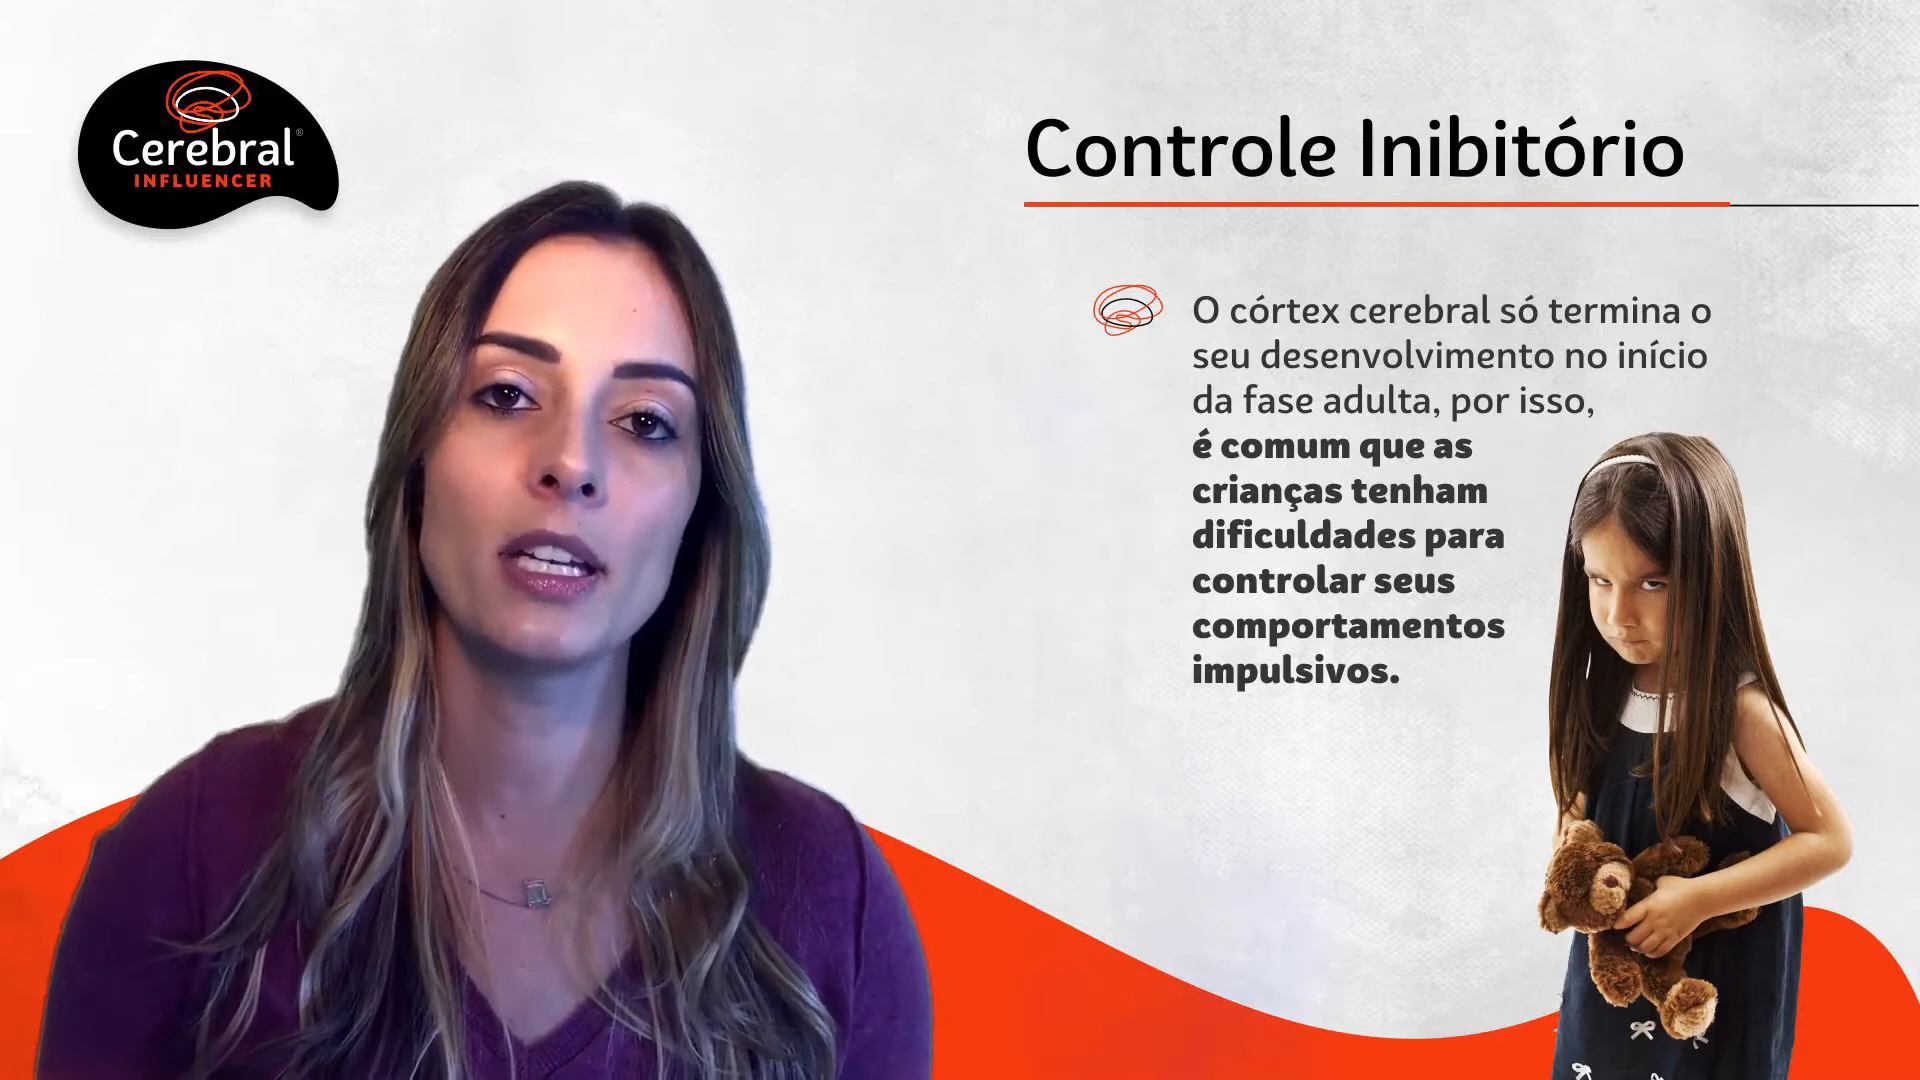 Cerebral®
INFLUENCER
Controle Inibitório
O córtex cerebral só termina o
seu desenvolvimento no início
da fase adulta, por isso,
é comum que as
crianças tenham
dificuldades para
controlar seus
comportamentos
impulsivos.